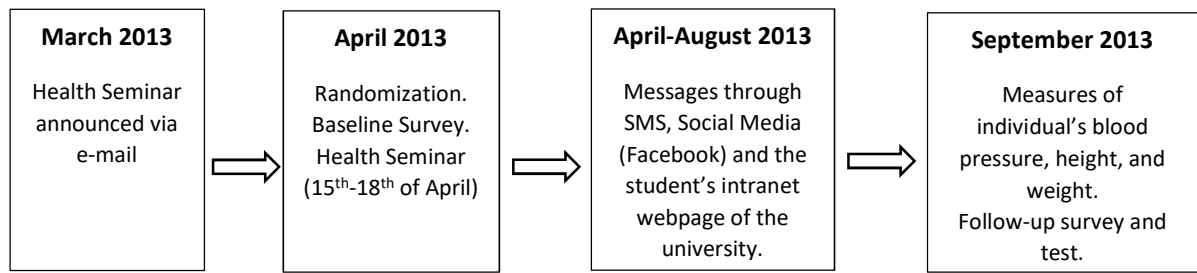 March 2013
Health Seminar
announced via
e-mail
April 2013
Randomization.
Baseline Survey.
Health Seminar
(15th-18th of April)
April-August 2013
Messages through
SMS, Social Media
(Facebook) and the
student’s intranet
webpage of the
university.
September 2013
Measures of
individual’s blood
pressure, height, and
weight.
Follow-up survey and
test.